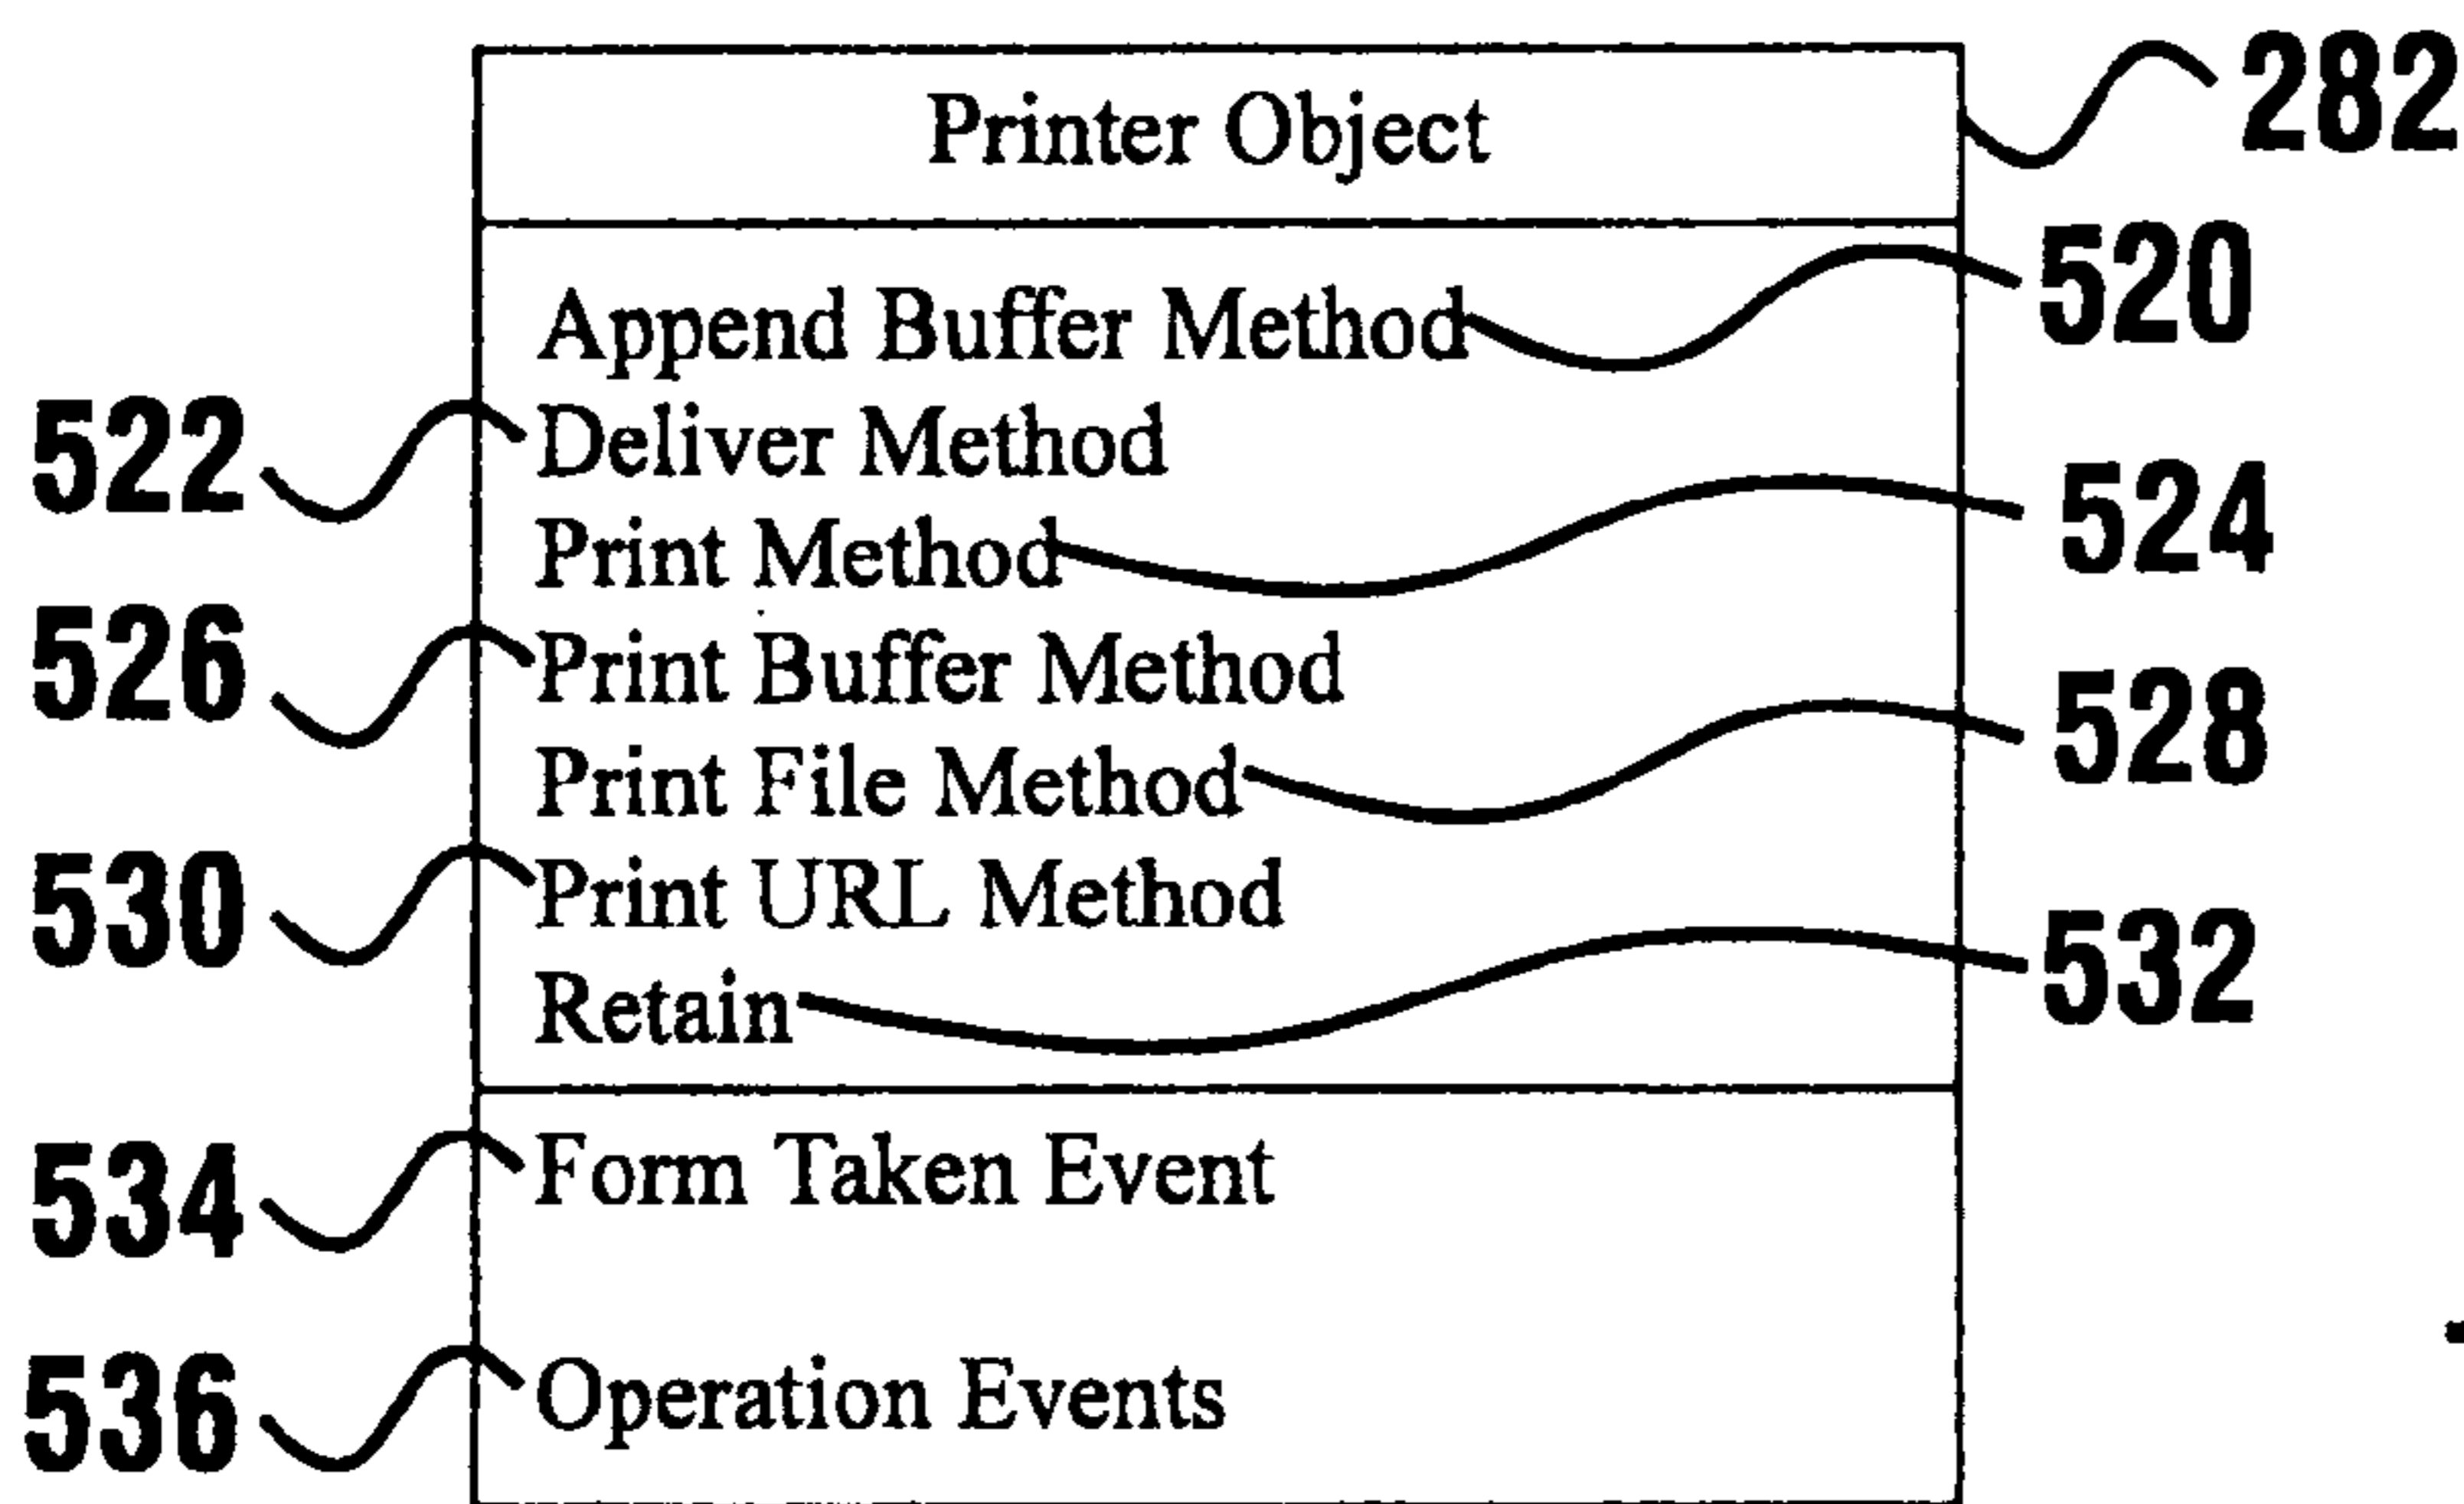 Printer Object 282
Append Buffer Method 520
522 Deliver Method
Print Method 524
526 Print Buffer Method
Print File Method 528
530 Print URL Method
Retain 532
534 Form Taken Event
536 Operation Events